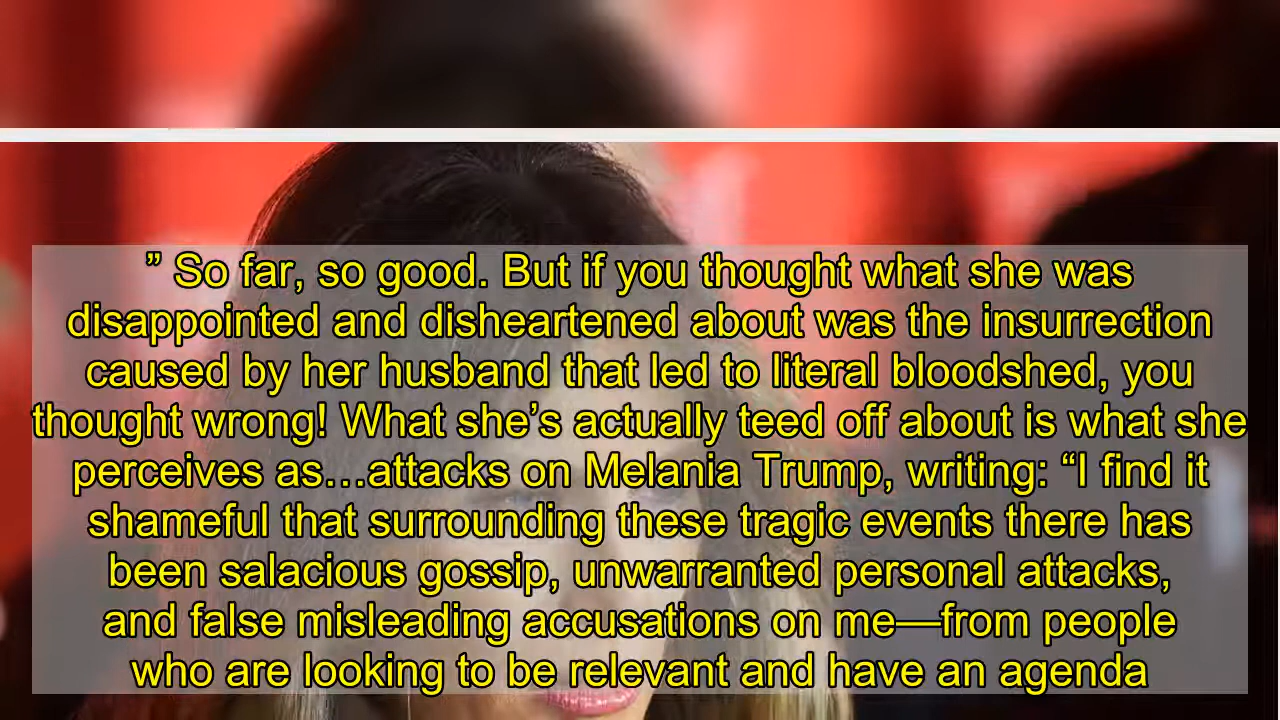 ” So far, so good. But if you thought what she was
disappointed and disheartened about was the insurrection
caused by her husband that led to literal bloodshed, you
thought wrong! What she’s actually teed off about is what she
perceives as…attacks on Melania Trump, writing: “I find it
shameful that surrounding these tragic events there has
been salacious gossip, unwarranted personal attacks,
and false misleading accusations on me—from people
who are looking to be relevant and have an agenda